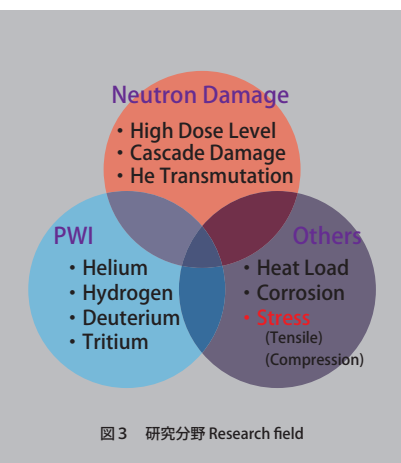 Neutron Damage
・High Dose Level
・Cascade Damage
・He Transmutation
PWI
・Helium
・Hydrogen
・Deuterium
・Tritium
Others
・Heat Load
・Corrosion
・Stress
(Tensile)
(Compression)
図3 研究分野 Research field